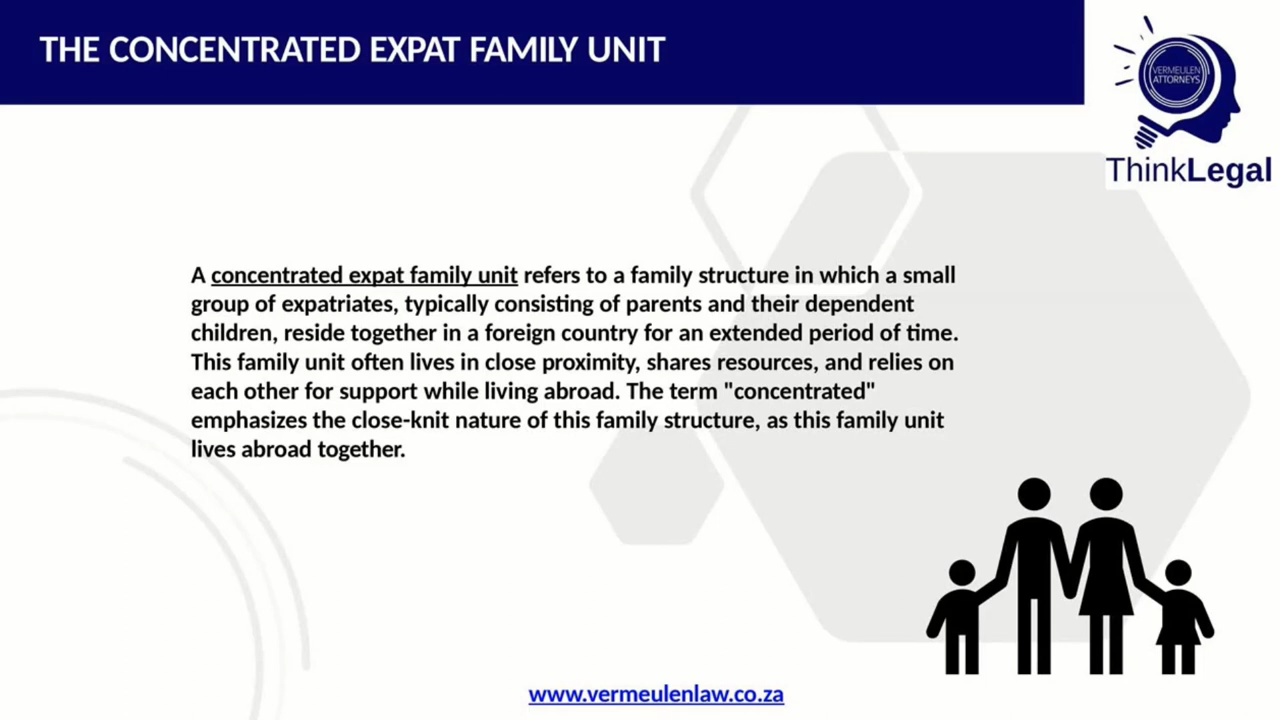 THE CONCENTRATED EXPAT FAMILY UNIT
VERMEULEN
ATTORNEYS
ThinkLegal
A concentrated expat family unit refers to a family structure in which a small
group of expatriates, typically consisting of parents and their dependent
children, reside together in a foreign country for an extended period of time.
This family unit often lives in close proximity, shares resources, and relies on
each other for support while living abroad. The term "concentrated"
emphasizes the close-knit nature of this family structure, as this family unit
lives abroad together.
www.vermeulenlaw.co.za